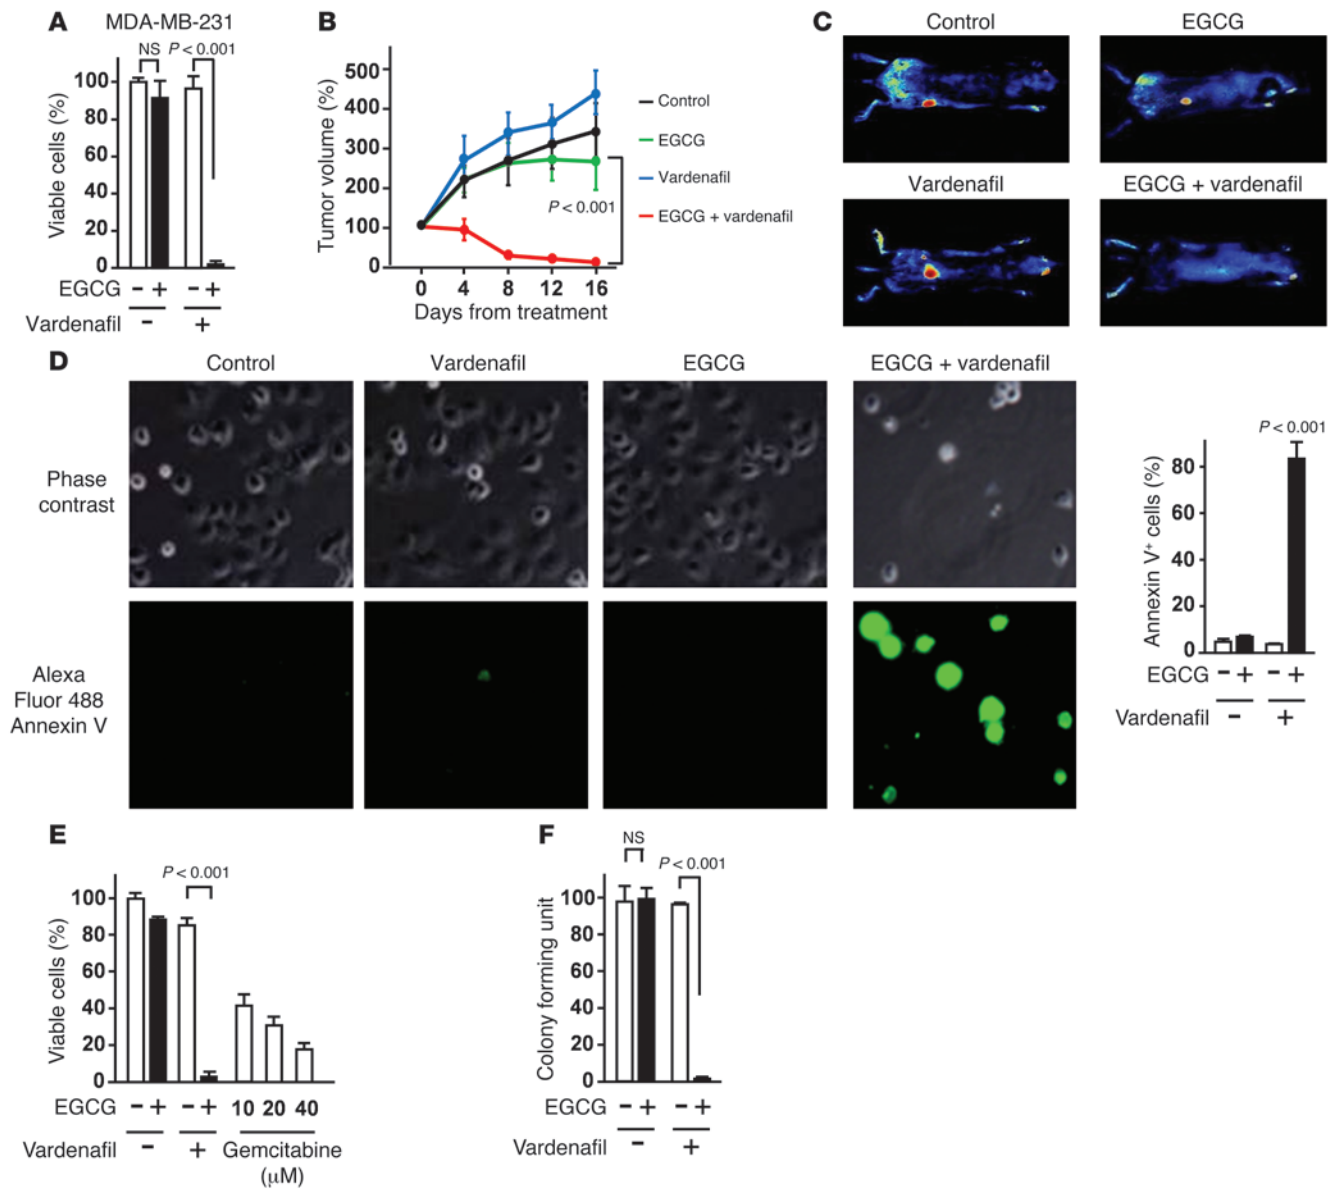 A
MDA-MB-231
NS
P < 0.001
Viable cells (%)
100
80
60
40
20
0
EGCG - + - +
Vardenafil - +
B
Tumor volume (%)
500
400
300
200
100
0
0 4 8 12 16
Days from treatment
P < 0.001
Control
EGCG
Vardenafil
EGCG + vardenafil
C
Control
EGCG
Vardenafil
EGCG + vardenafil
D
Control
Vardenafil
EGCG
EGCG + vardenafil
Phase
contrast
Alexa
Fluor 488
Annexin V
P < 0.001
Annexin V+ cells (%)
80
60
40
20
0
EGCG - + - +
Vardenafil - +
E
P < 0.001
Viable cells (%)
100
80
60
40
20
0
EGCG - + - + 10 20 40
Vardenafil - + Gemcitabine
(μM)
F
NS
P < 0.001
Colony forming unit
100
80
60
40
20
0
EGCG - + - +
Vardenafil - +